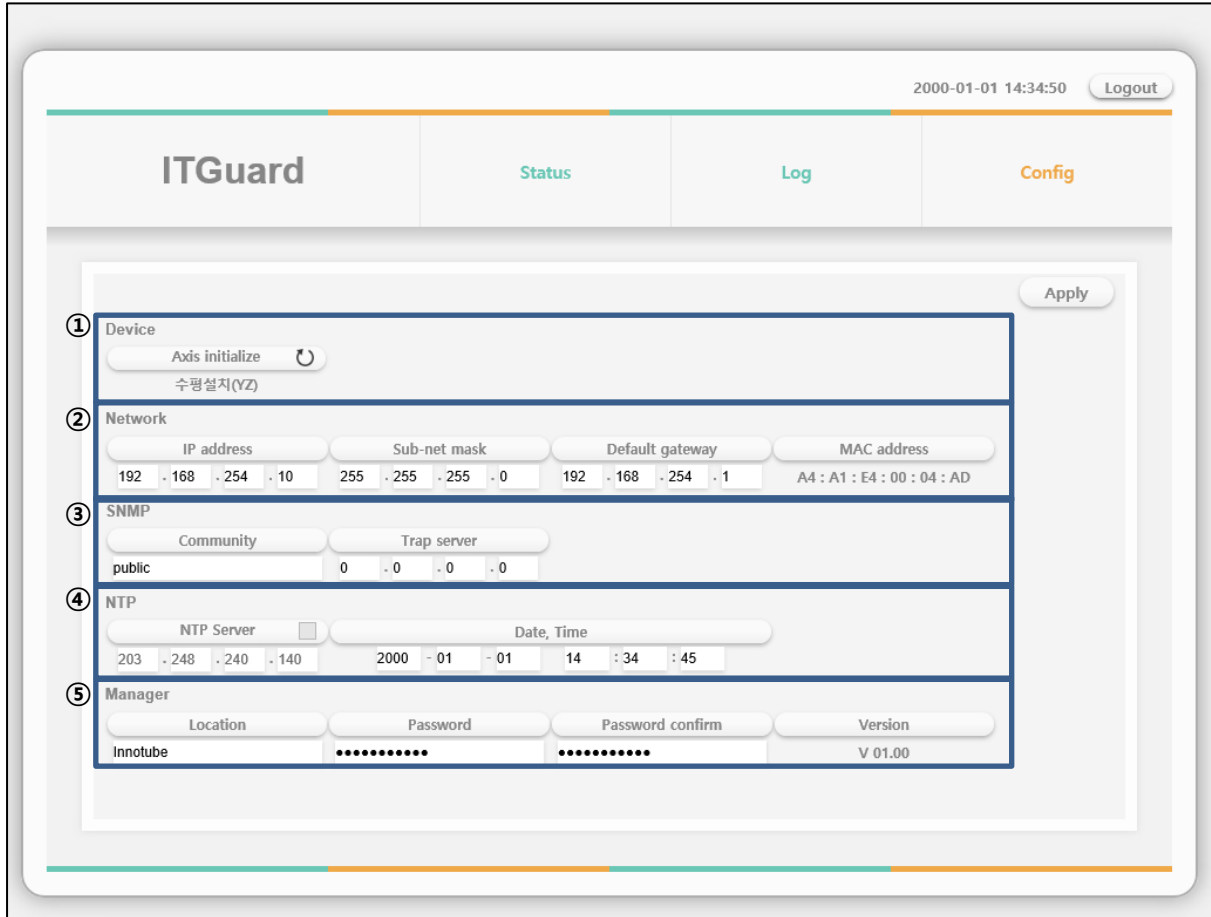 2000-01-01 14:34:50 Logout
ITGuard Status Log Config
Apply
① Device
Axis initialize
수평설치(YZ)
② Network
IP address Sub-net mask Default gateway MAC address
192 . 168 . 254 . 10 255 . 255 . 255 . 0 192 . 168 . 254 . 1 A4 : A1 : E4 : 00 : 04 : AD
③ SNMP
Community Trap server
public 0 . 0 . 0 . 0
④ NTP
NTP Server Date, Time
203 . 248 . 240 . 140 2000 - 01 - 01 14 : 34 : 45
⑤ Manager
Location Password Password confirm Version
Innotube ●●●●●●●●●●● ●●●●●●●●●●● V 01.00